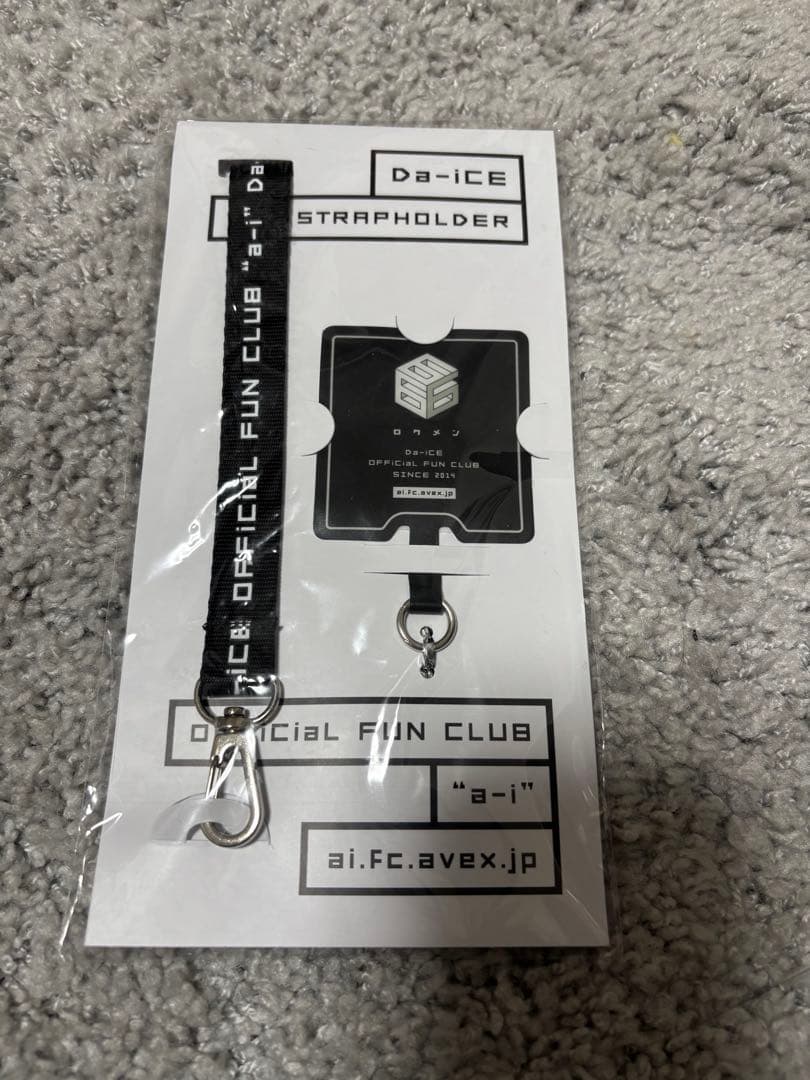 Da-iCE
STRAPHOLDER
iCE OFFiCiaL FUN CLUB "a-i" Da
ロクメン
Da-iCE
OFFiCiaL FUN CLUB
SINCE 2014
ai.fc.avex.jp
OFFiCiaL FUN CLUB
"a-i"
ai.fc.avex.jp